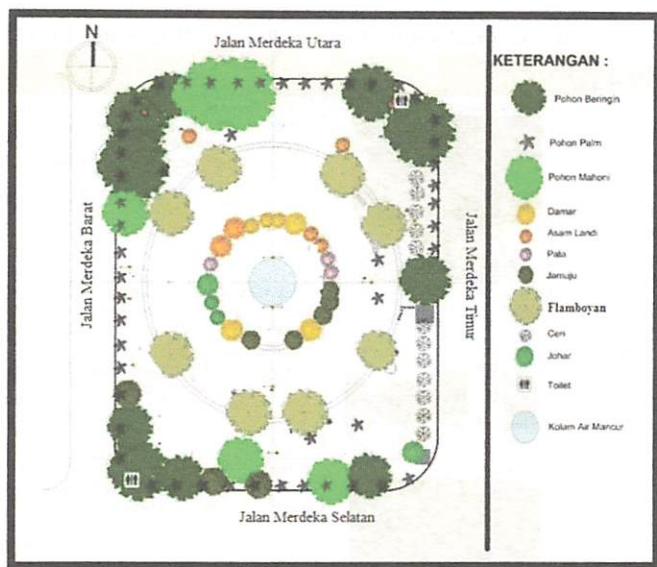 N
Jalan Merdeka Utara
Jalan Merdeka Barat
Jalan Merdeka Timur
Jalan Merdeka Selatan
KETERANGAN :
Pohon Beringin
Pohon Palm
Pohon Mahoni
Damar
Asam Landi
Pala
Jamuju
Flamboyan
Ceri
Johar
Toilet
Kolam Air Mancur